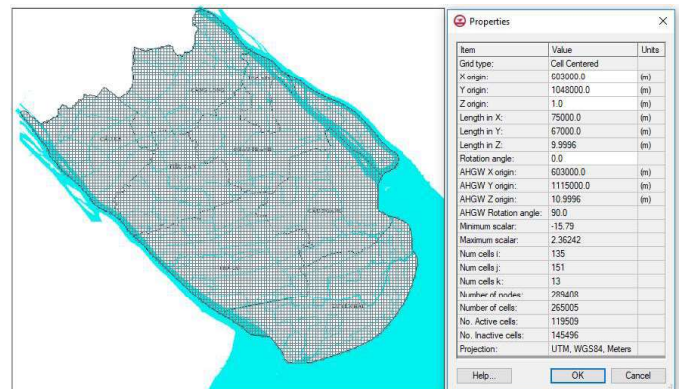 Properties
Item Value Units
Grid type: Cell Centered
X origin: 603000.0 (m)
Y origin: 1048000.0 (m)
Z origin: 1.0 (m)
Length in X: 75000.0 (m)
Length in Y: 67000.0 (m)
Length in Z: 9.9996 (m)
Rotation angle: 0.0
AHGW X origin: 603000.0 (m)
AHGW Y origin: 1115000.0 (m)
AHGW Z origin: 10.9996 (m)
AHGW Rotation angle: 90.0
Minimum scalar: -15.79
Maximum scalar: 2.36242
Num cells i: 135
Num cells j: 151
Num cells k: 13
Number of nodes: 289408
Number of cells: 265005
No. Active cells: 119509
No. Inactive cells: 145496
Projection: UTM, WGS84, Meters
Help... OK Cancel